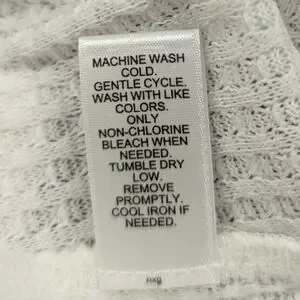 MACHINE WASH
COLD.
GENTLE CYCLE.
WASH WITH LIKE
COLORS.
ONLY
NON-CHLORINE
BLEACH WHEN
NEEDED.
TUMBLE DRY
LOW.
REMOVE
PROMPTLY.
COOL IRON IF
NEEDED.